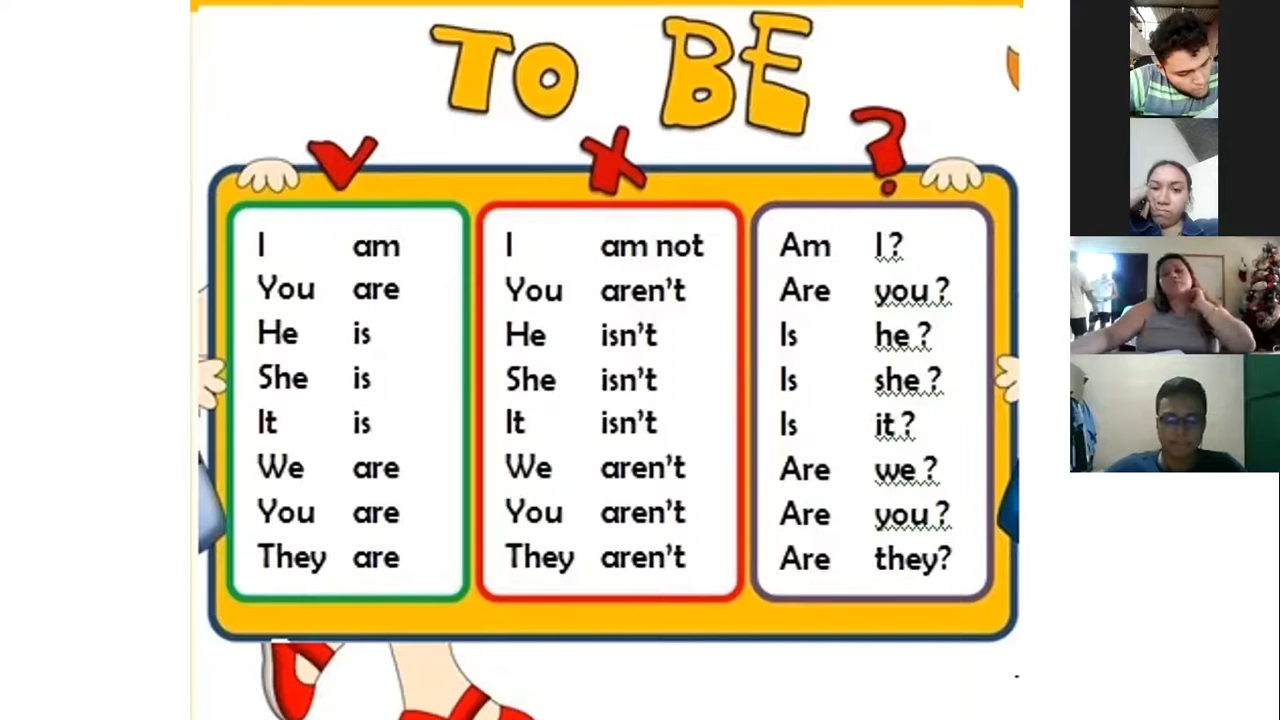 TO BE
I am
You are
He is
She is
It is
We are
You are
They are
I am not
You aren't
He isn't
She isn't
It isn't
We aren't
You aren't
They aren't
Am I?
Are you?
Is he?
Is she?
Is it?
Are we?
Are you?
Are they?